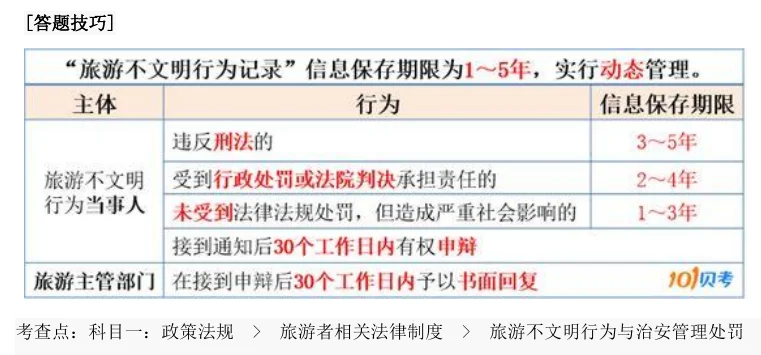 [答题技巧]
“旅游不文明行为记录”信息保存期限为1～5年，实行动态管理。
主体 行为 信息保存期限
违反刑法的 3～5年
旅游不文明行为当事人 受到行政处罚或法院判决承担责任的 2～4年
未受到法律法规处罚，但造成严重社会影响的 1～3年
接到通知后30个工作日内有权申辩
旅游主管部门 在接到申辩后30个工作日内予以书面回复 101贝考
考查点：科目一：政策法规 > 旅游者相关法律制度 > 旅游不文明行为与治安管理处罚